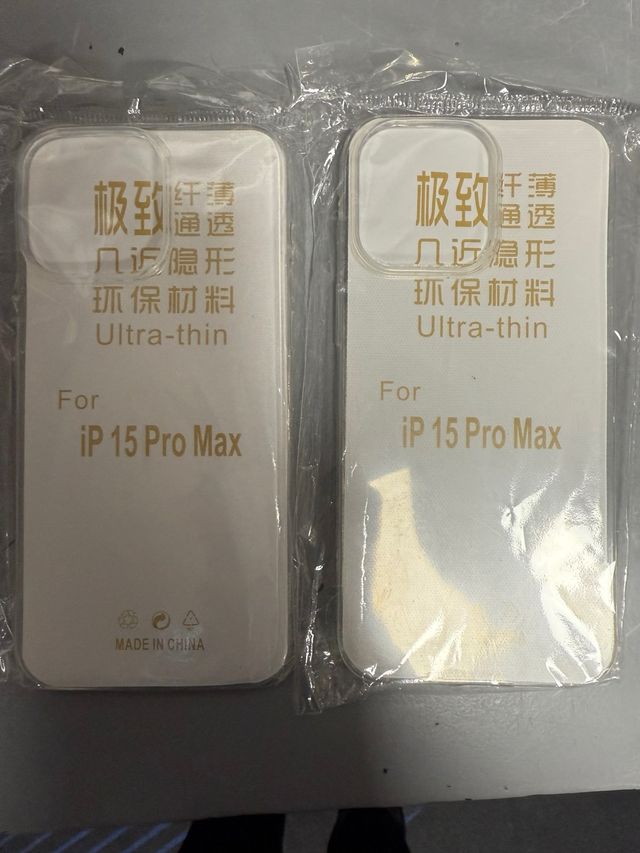 极致纤薄
通透
几近隐形
环保材料
Ultra-thin
For
iP 15 Pro Max
MADE IN CHINA
极致纤薄
通透
几近隐形
环保材料
Ultra-thin
For
iP 15 Pro Max